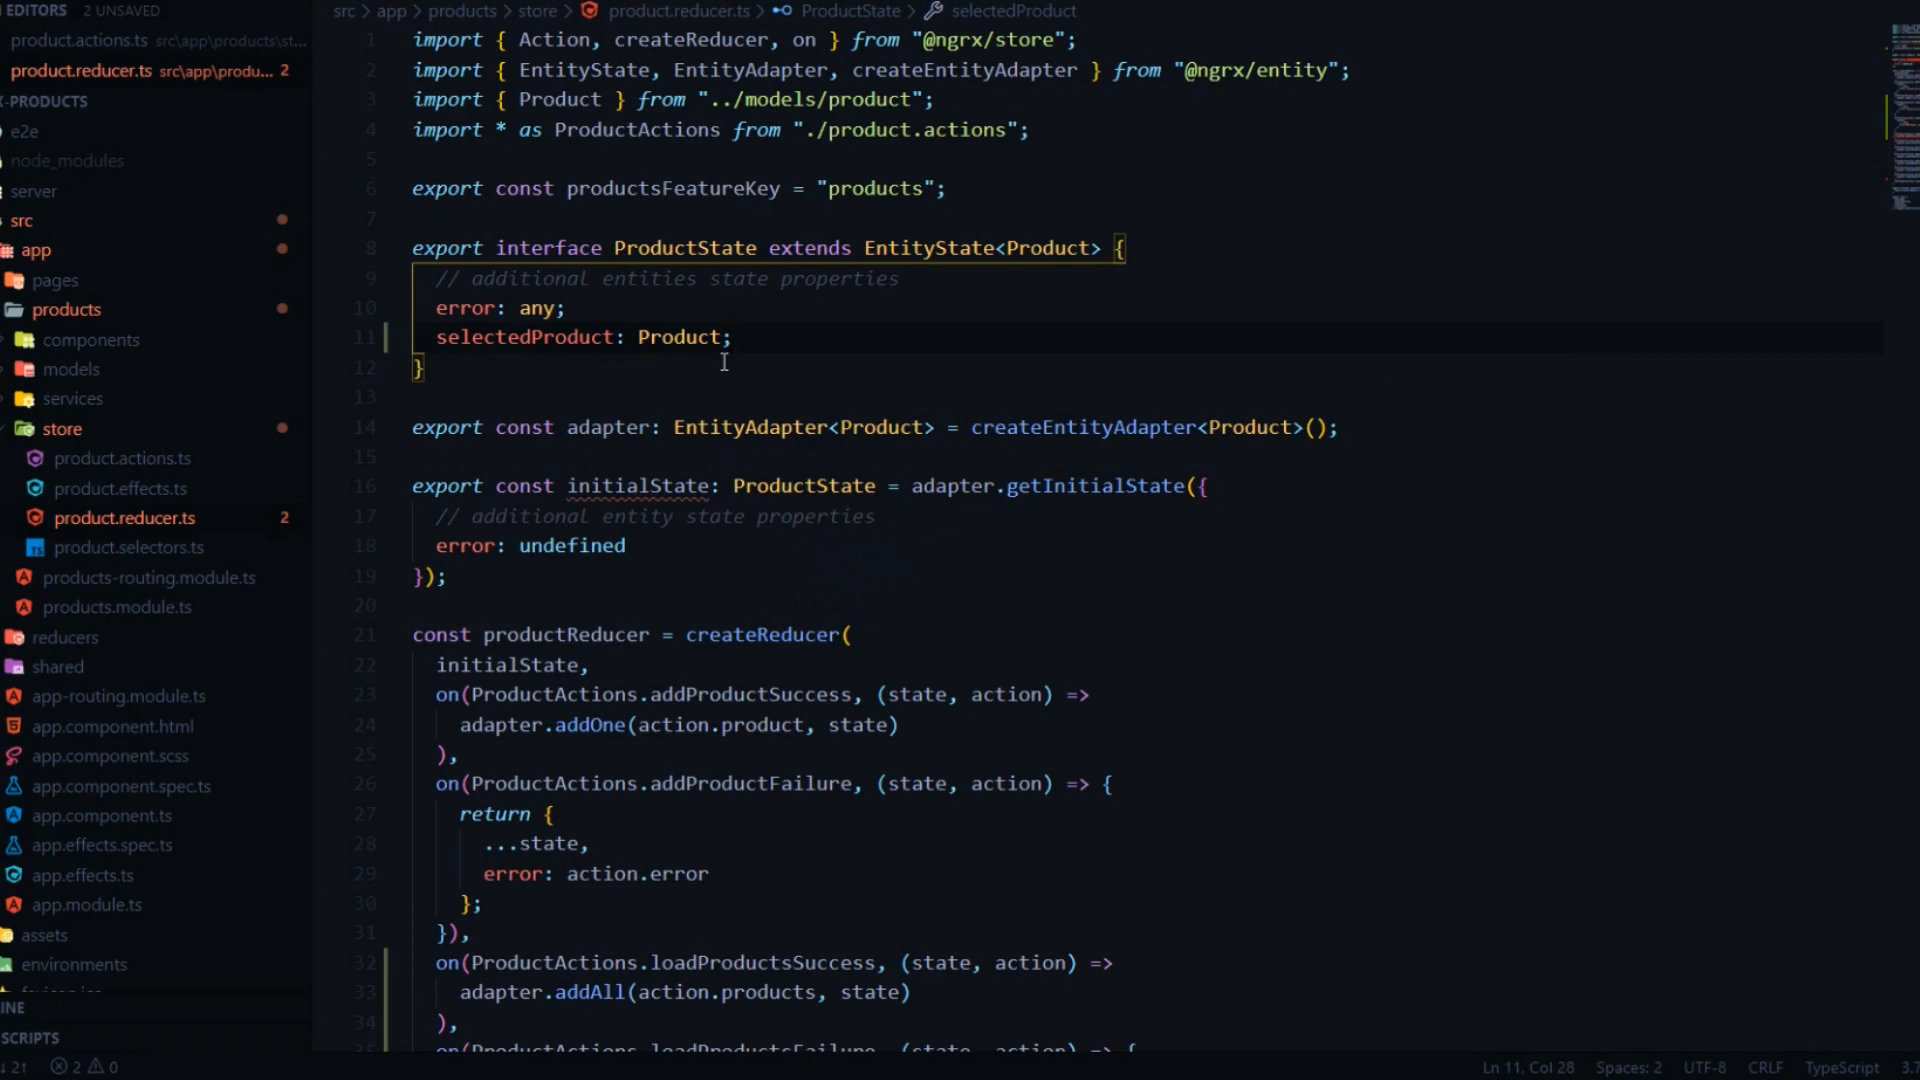 EDITORS 2 UNSAVED
product.actions.ts src\app\products\st...
product.reducer.ts src\app\produ... 2
X-PRODUCTS
e2e
node_modules
server
src
app
pages
products
components
models
services
store
product.actions.ts
product.effects.ts
product.reducer.ts 2
product.selectors.ts
products-routing.module.ts
products.module.ts
reducers
shared
app-routing.module.ts
app.component.html
app.component.scss
app.component.spec.ts
app.component.ts
app.effects.spec.ts
app.effects.ts
app.module.ts
assets
environments
INE
SCRIPTS
src > app > products > store > product.reducer.ts > ProductState > selectedProduct
1 import { Action, createReducer, on } from "@ngrx/store";
2 import { EntityState, EntityAdapter, createEntityAdapter } from "@ngrx/entity";
3 import { Product } from "../models/product";
4 import * as ProductActions from "./product.actions";
5
6 export const productsFeatureKey = "products";
7
8 export interface ProductState extends EntityState<Product> {
9 // additional entities state properties
10 error: any;
11 selectedProduct: Product;
12 }
13
14 export const adapter: EntityAdapter<Product> = createEntityAdapter<Product>();
15
16 export const initialState: ProductState = adapter.getInitialState({
17 // additional entity state properties
18 error: undefined
19 });
20
21 const productReducer = createReducer(
22 initialState,
23 on(ProductActions.addProductSuccess, (state, action) =>
24 adapter.addOne(action.product, state)
25 ),
26 on(ProductActions.addProductFailure, (state, action) => {
27 return {
28 ...state,
29 error: action.error
30 };
31 }),
32 on(ProductActions.loadProductsSuccess, (state, action) =>
33 adapter.addAll(action.products, state)
34 ),
35 on(ProductActions.loadProductsFailure, (state, action) => {
↓ 2↑ 2 0 Ln 11, Col 28 Spaces: 2 UTF-8 CRLF TypeScript 3.7